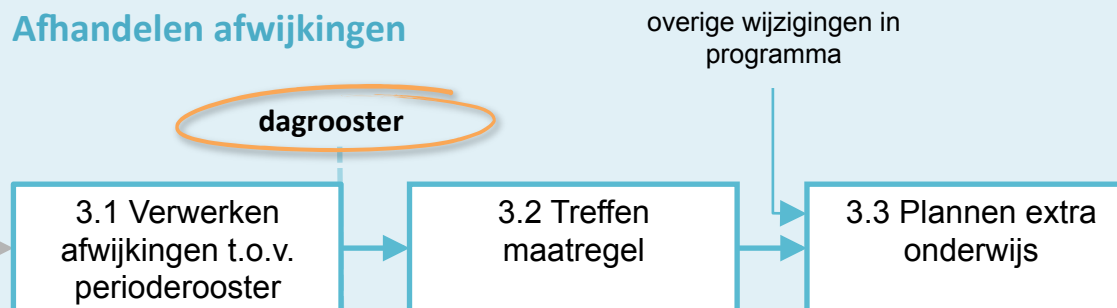 Afhandelen afwijkingen
overige wijzigingen in
programma
dagrooster
3.1 Verwerken
afwijkingen t.o.v.
perioderooster
3.2 Treffen
maatregel
3.3 Plannen extra
onderwijs